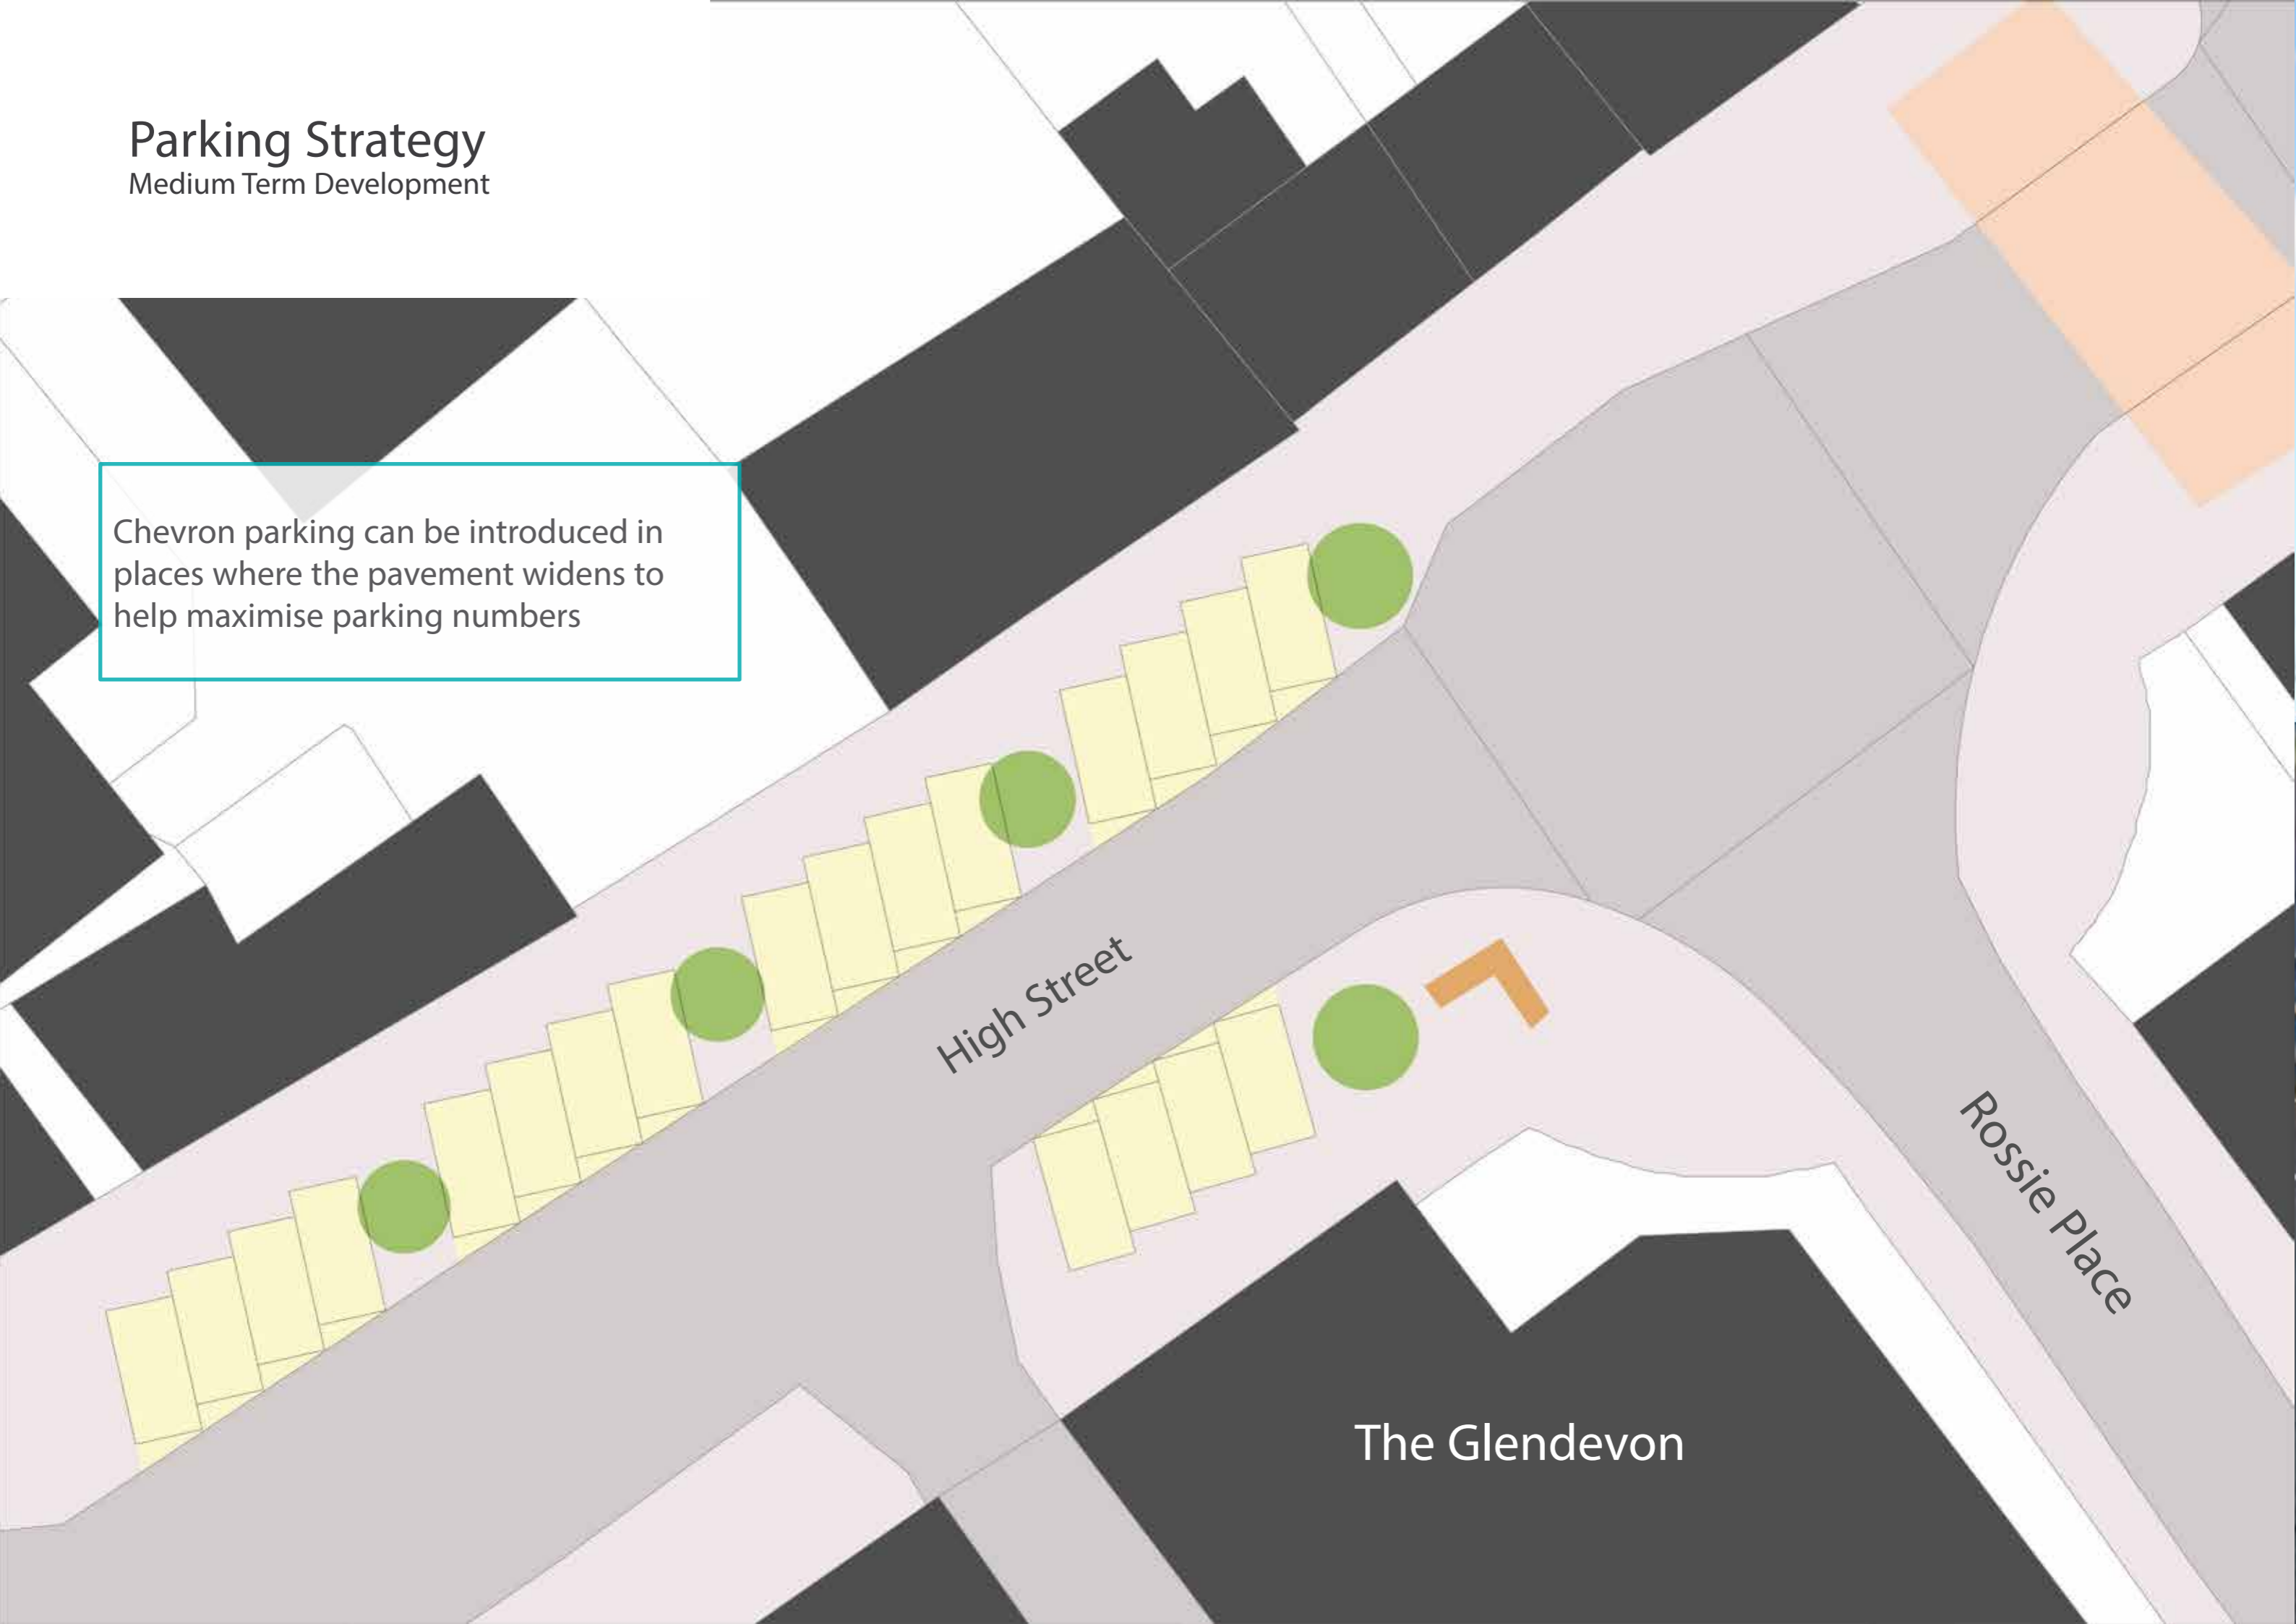 Parking Strategy
Medium Term Development
Chevron parking can be introduced in
places where the pavement widens to
help maximise parking numbers
High Street
Rossie Place
The Glendevon